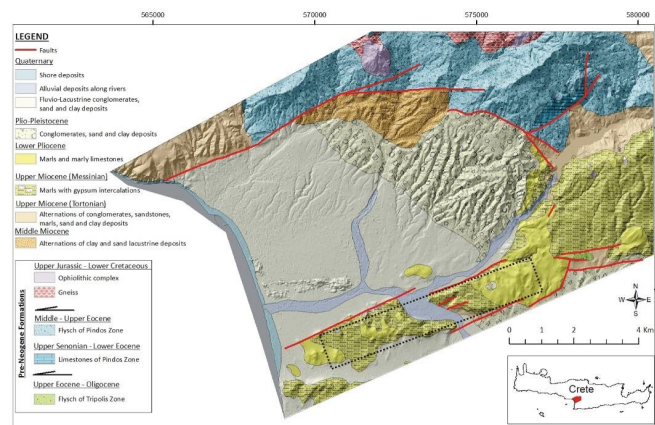 565000 570000 575000 580000
LEGEND
Faults
Quaternary
Shore deposits
Alluvial deposits along rivers
Fluvio-Lacustrine conglomerates,
sand and clay deposits
Plio-Pleistocene
Conglomerates, sand and clay deposits
Lower Pliocene
Marls and marly limestones
Upper Miocene (Messinian)
Marls with gypsum intercalations
Upper Miocene (Tortonian)
Alternations of conglomerates, sandstones,
marls, sand and clay deposits
Middle Miocene
Alternations of clay and sand lacustrine deposits
Pre-Neogene Formations
Upper Jurassic - Lower Cretaceous
Ophiolithic complex
Gneiss
Middle - Upper Eocene
Flysch of Pindos Zone
Upper Senonian - Lower Eocene
Limestones of Pindos Zone
Upper Eocene - Oligocene
Flysch of Tripolis Zone
N
W E
S
0 2 4 Km
Crete